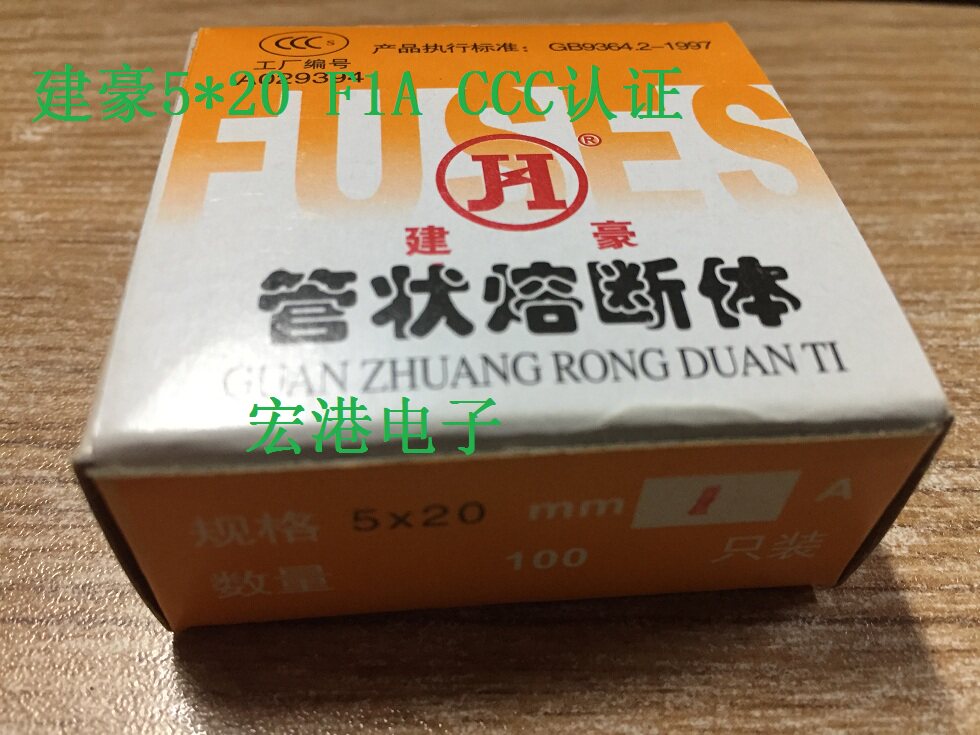 CCC S 产品执行标准：GB9364.2-1997
工厂编号
A029394
建豪5*20 F1A CCC认证
FUSES
JH ®
建 豪
管状熔断体
GUAN ZHUANG RONG DUAN TI
宏港电子
规格 5×20 mm 1 A
数量 100 只装